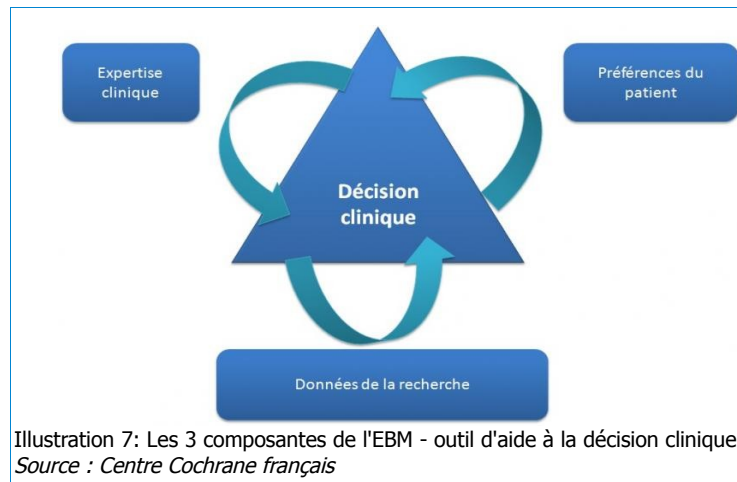 Expertise
clinique
Préférences du
patient
Décision
clinique
Données de la recherche
Illustration 7: Les 3 composantes de l'EBM - outil d'aide à la décision clinique
Source : Centre Cochrane français